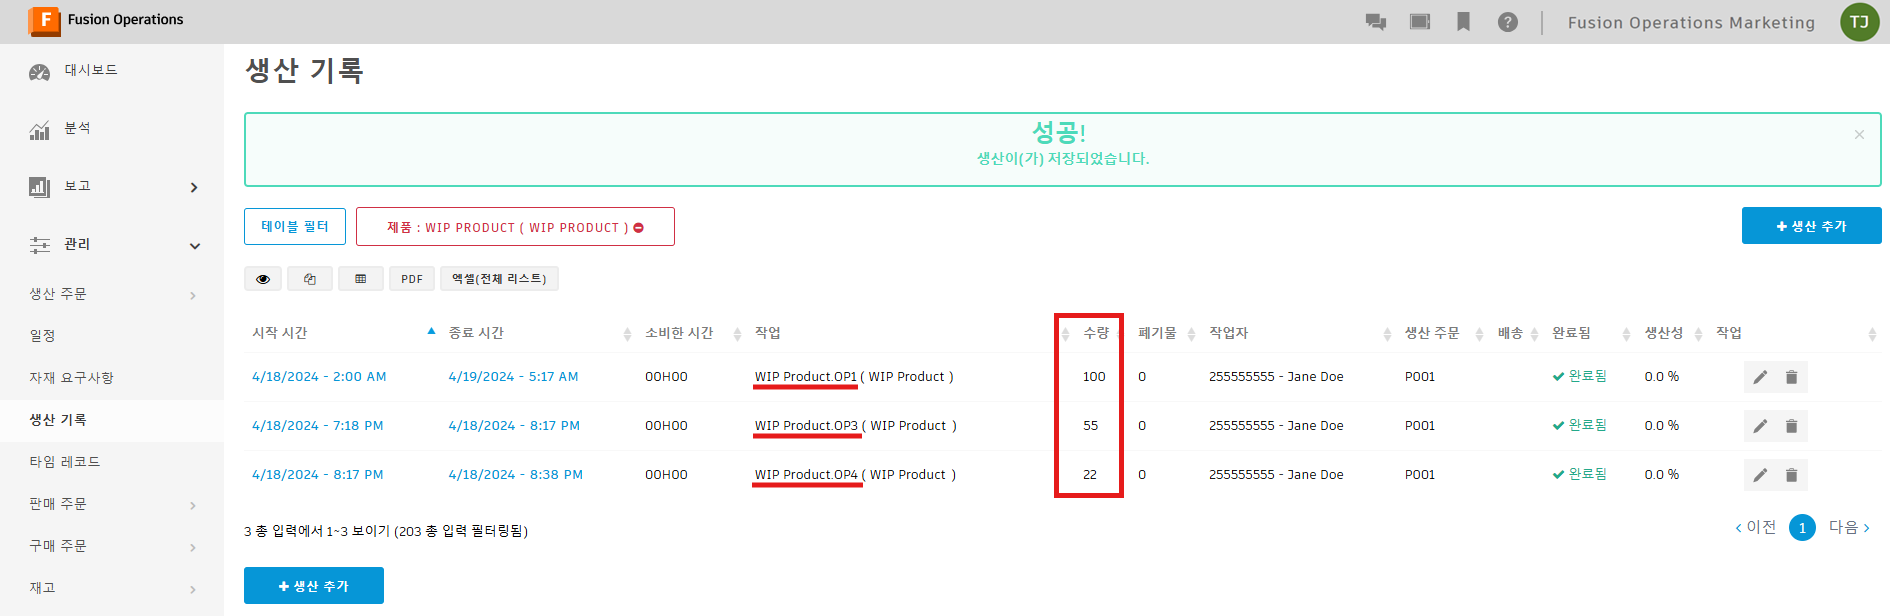 Fusion Operations
Fusion Operations Marketing
TJ
대시보드
분석
보고
관리
생산 주문
일정
자재 요구사항
생산 기록
타임 레코드
판매 주문
구매 주문
재고
생산 기록
성공!
생산이(가) 저장되었습니다.
테이블 필터
제품 : WIP PRODUCT ( WIP PRODUCT )
생산 추가
PDF
엑셀(전체 리스트)
시작 시간 종료 시간 소비한 시간 작업 수량 폐기물 작업자 생산 주문 배송 완료됨 생산성 작업
4/18/2024 - 2:00 AM 4/19/2024 - 5:17 AM 00H00 WIP Product.OP1 ( WIP Product ) 100 0 255555555 - Jane Doe P001 완료됨 0.0 %
4/18/2024 - 7:18 PM 4/18/2024 - 8:17 PM 00H00 WIP Product.OP3 ( WIP Product ) 55 0 255555555 - Jane Doe P001 완료됨 0.0 %
4/18/2024 - 8:17 PM 4/18/2024 - 8:38 PM 00H00 WIP Product.OP4 ( WIP Product ) 22 0 255555555 - Jane Doe P001 완료됨 0.0 %
3 총 입력에서 1~3 보이기 (203 총 입력 필터링됨)
이전 1 다음
생산 추가